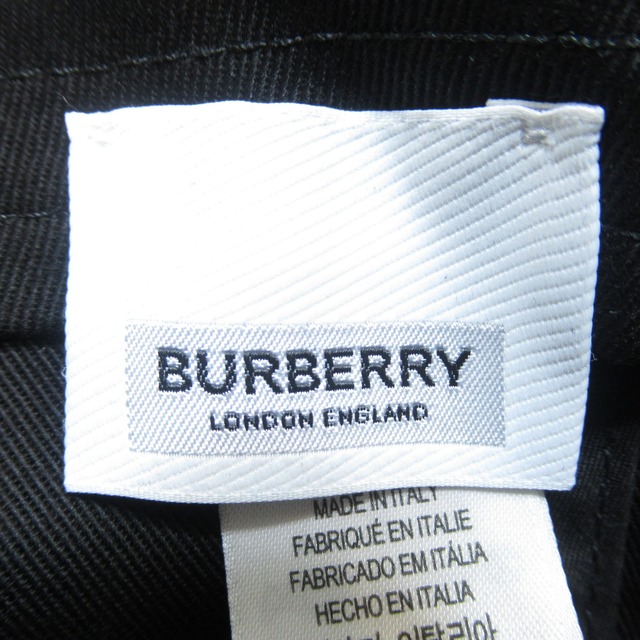 BURBERRY
LONDON ENGLAND
MADE IN ITALY
FABRIQUÉ EN ITALIE
FABRICADO EM ITÁLIA
HECHO EN ITALIA